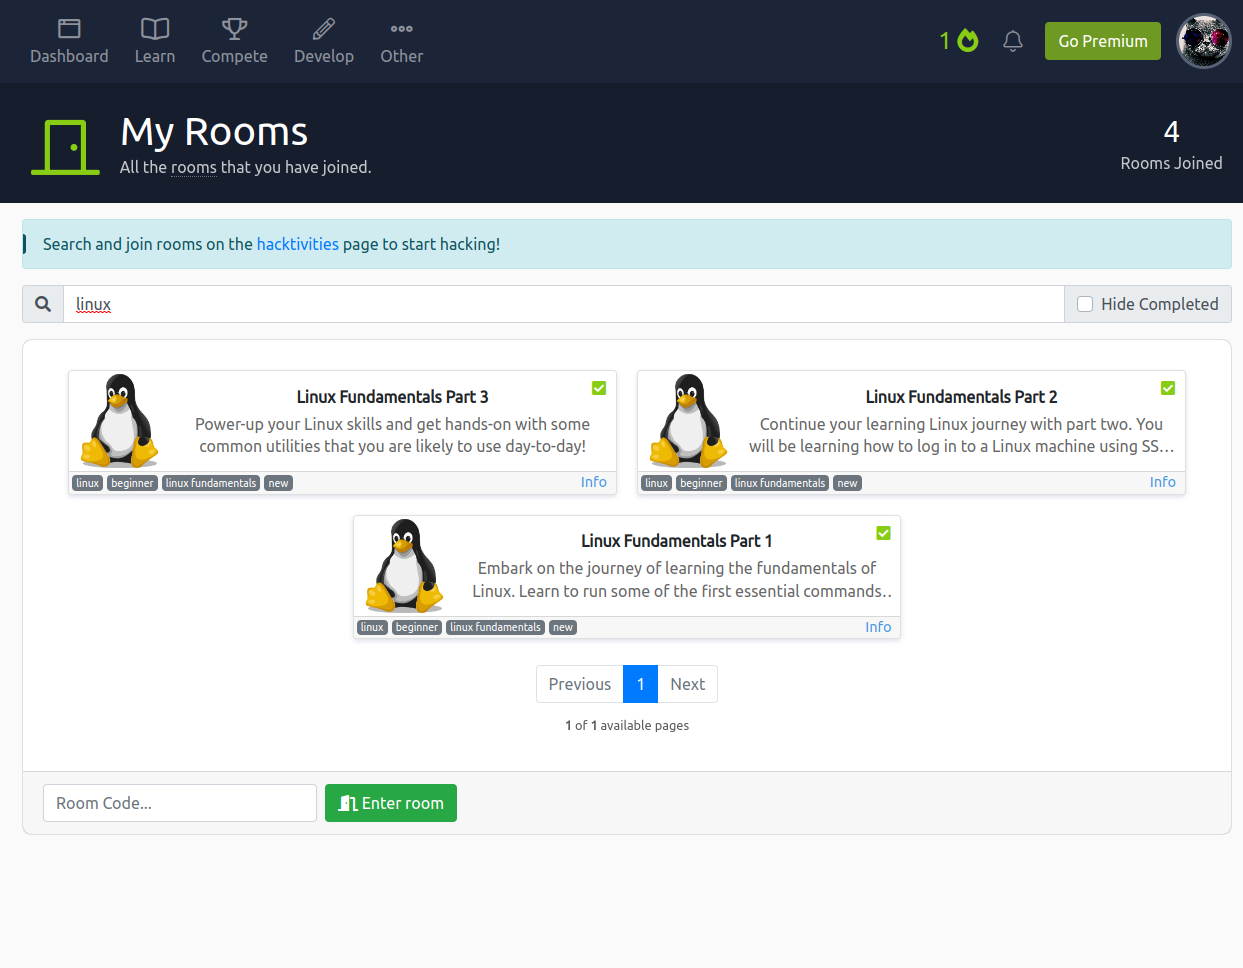 Dashboard Learn Compete Develop Other
1 Go Premium
My Rooms
All the rooms that you have joined.
4
Rooms Joined
Search and join rooms on the hacktivities page to start hacking!
linux
Hide Completed
Linux Fundamentals Part 3
Power-up your Linux skills and get hands-on with some
common utilities that you are likely to use day-to-day!
linux beginner linux fundamentals new Info
Linux Fundamentals Part 2
Continue your learning Linux journey with part two. You
will be learning how to log in to a Linux machine using SS...
linux beginner linux fundamentals new Info
Linux Fundamentals Part 1
Embark on the journey of learning the fundamentals of
Linux. Learn to run some of the first essential commands..
linux beginner linux fundamentals new Info
Previous 1 Next
1 of 1 available pages
Room Code... Enter room